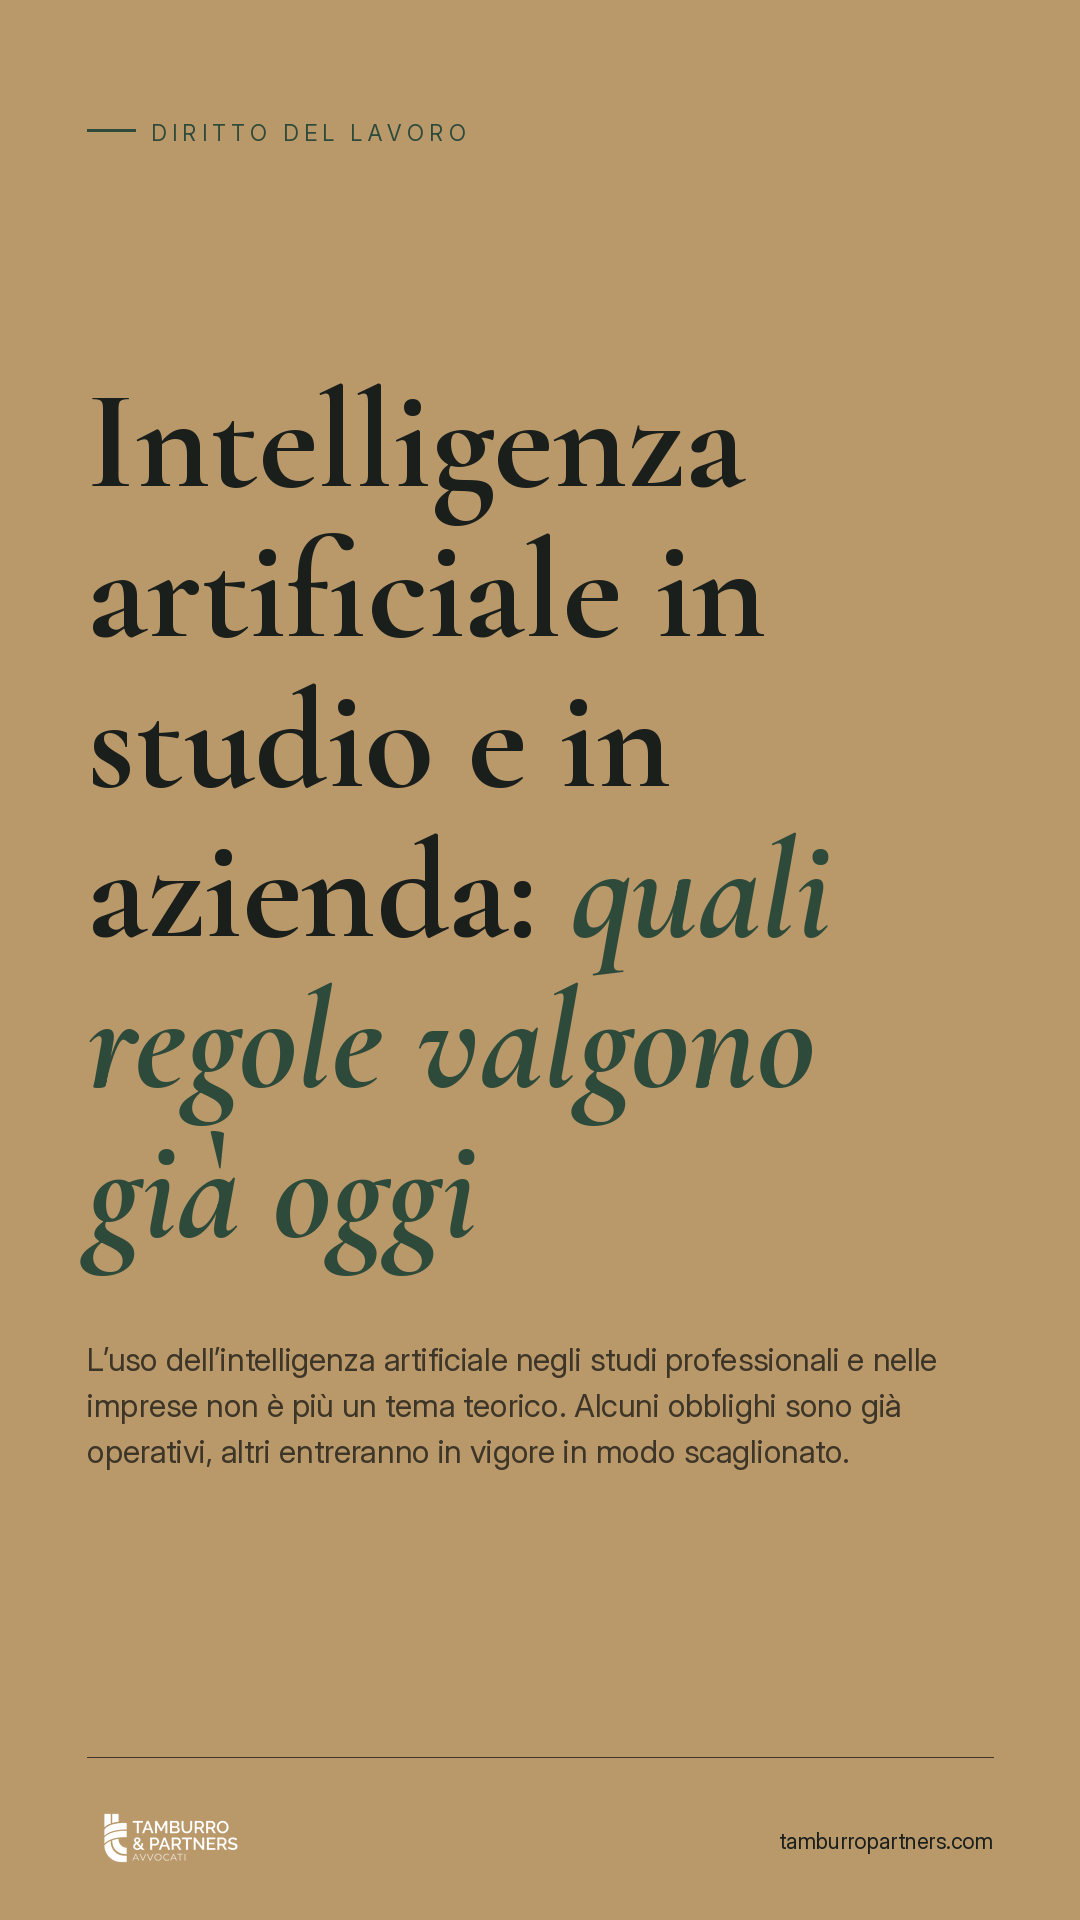 DIRITTO DEL LAVORO
Intelligenza
artificiale in
studio e in
azienda: quali
regole valgono
già oggi
L’uso dell’intelligenza artificiale negli studi professionali e nelle
imprese non è più un tema teorico. Alcuni obblighi sono già
operativi, altri entreranno in vigore in modo scaglionato.
TAMBURRO
& PARTNERS
AVVOCATI
tamburropartners.com